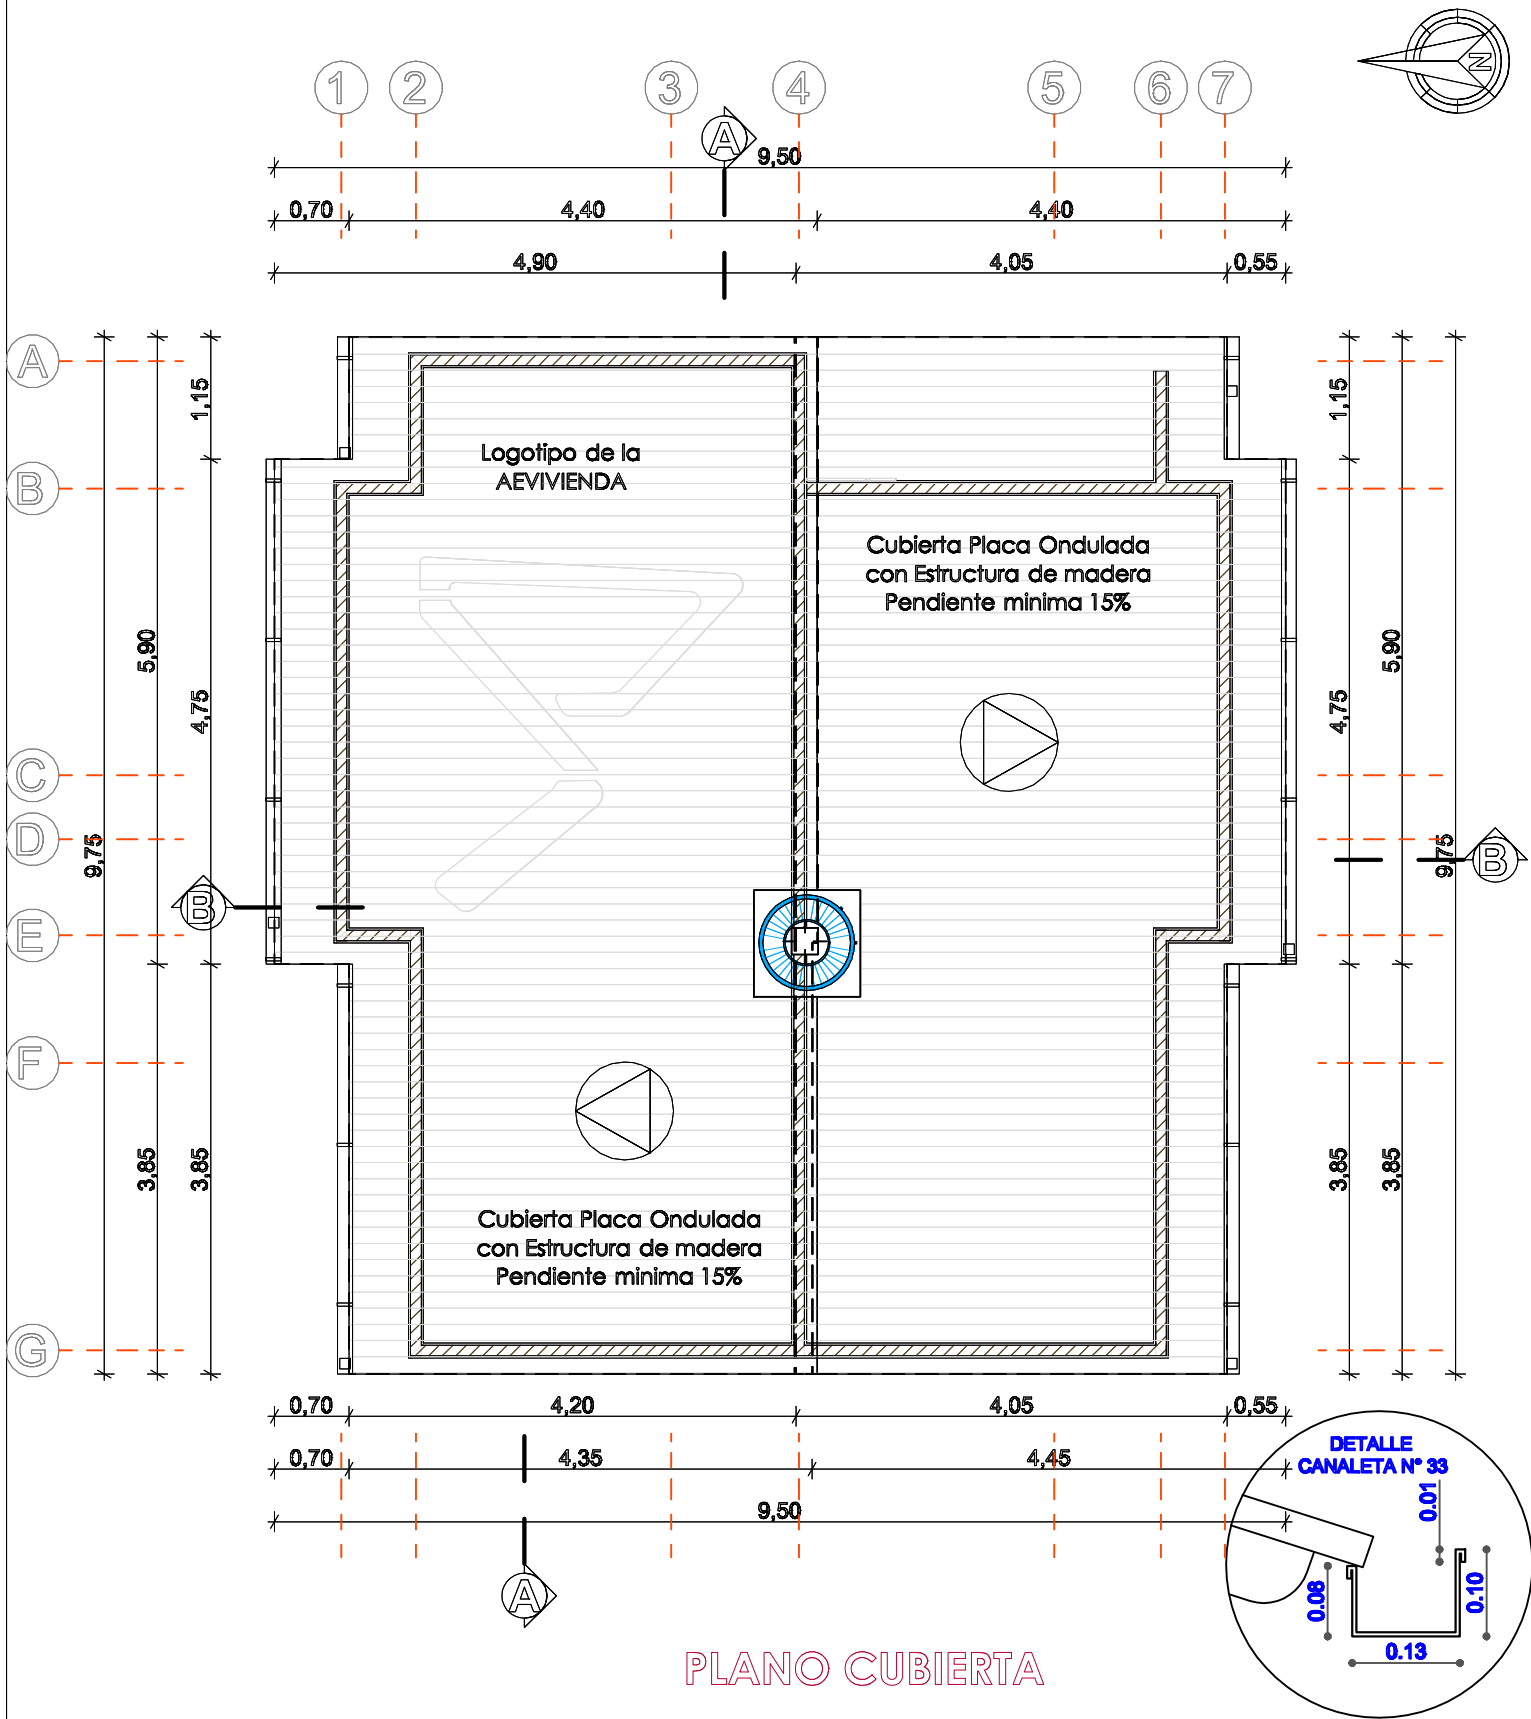 N
1 2 3 4 5 6 7
A
9,50
0,70 4,40 4,40
4,90 4,05 0,55
A
B
C
D
E
F
G
1,15
5,90
4,75
9,75
3,85
3,85
B
Logotipo de la
AEVIVIENDA
Cubierta Placa Ondulada
con Estructura de madera
Pendiente minima 15%
Cubierta Placa Ondulada
con Estructura de madera
Pendiente minima 15%
1,15
5,90
4,75
9,75
B
3,85
3,85
0,70 4,20 4,05 0,55
0,70 4,35 4,45
9,50
A
DETALLE
CANALETA N° 33
0.01
0.08
0.10
0.13
PLANO CUBIERTA